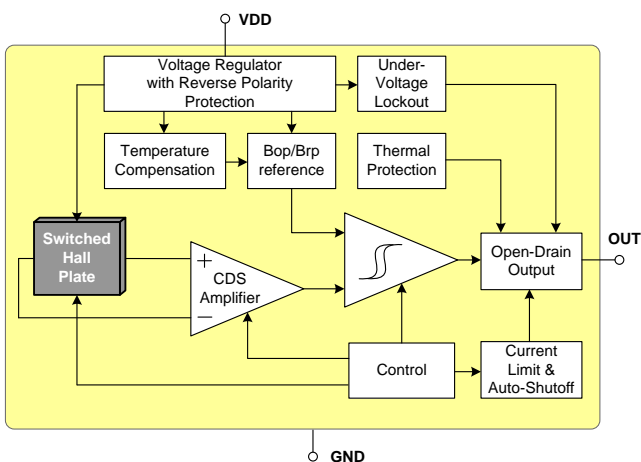 VDD
Voltage Regulator
with Reverse Polarity
Protection
Under-
Voltage
Lockout
Temperature
Compensation
Bop/Brp
reference
Thermal
Protection
Switched
Hall
Plate
+
CDS
Amplifier
–
Open-Drain
Output
OUT
Control
Current
Limit &
Auto-Shutoff
GND